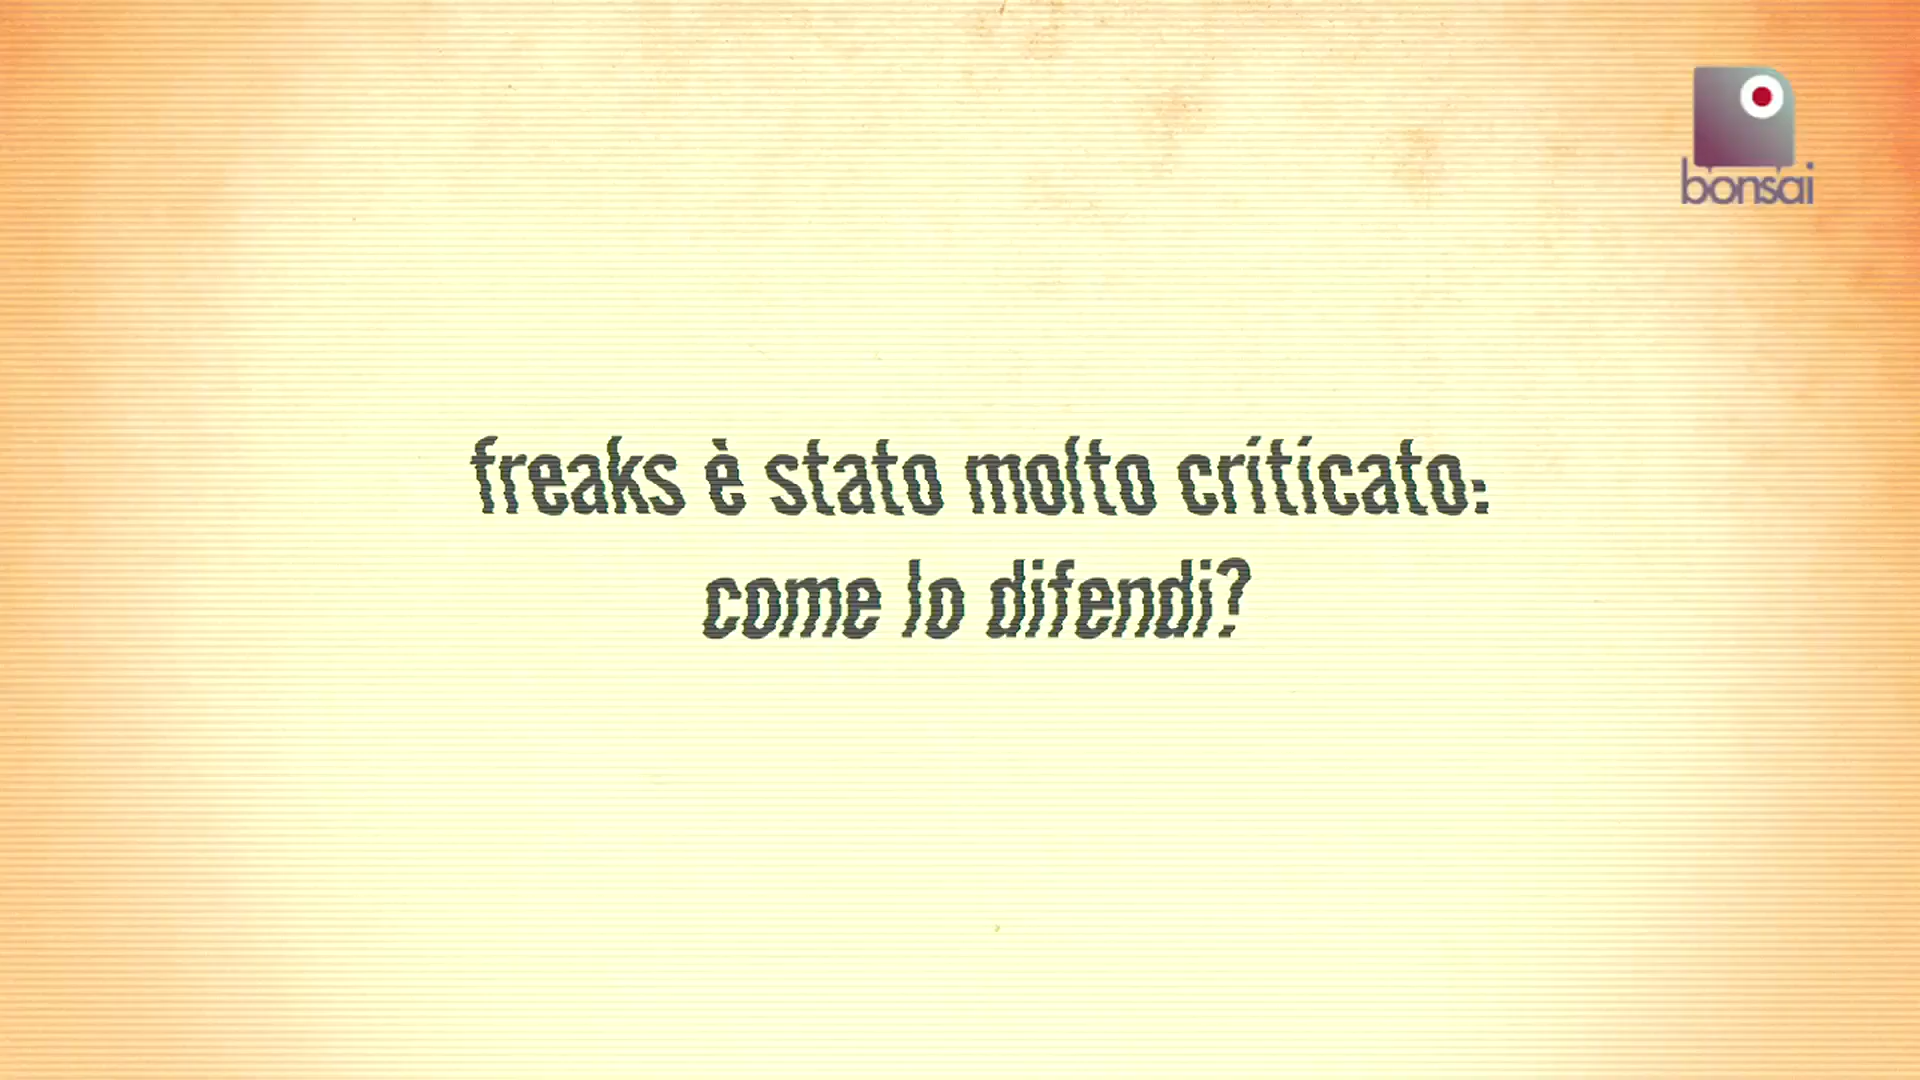 bonsai
freaks è stato molto criticato:
come lo difendi?